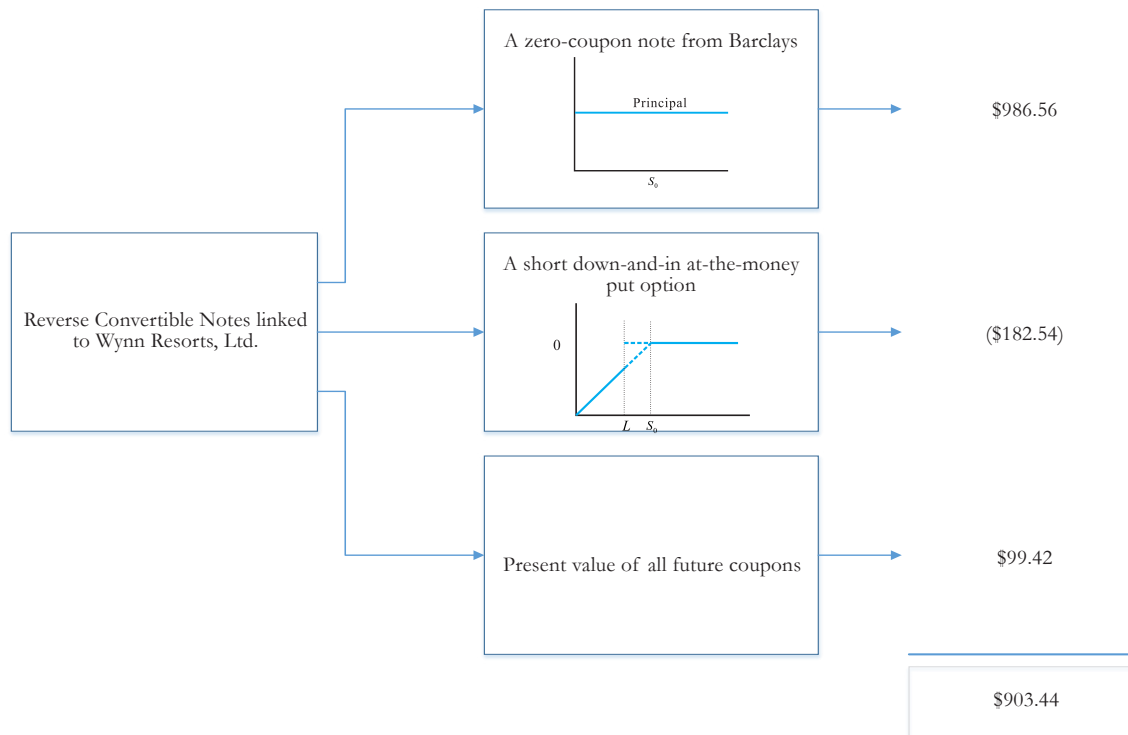 A zero-coupon note from Barclays
Principal
S₀
$986.56
Reverse Convertible Notes linked
to Wynn Resorts, Ltd.
A short down-and-in at-the-money
put option
0
L
S₀
($182.54)
Present value of all future coupons
$99.42
$903.44